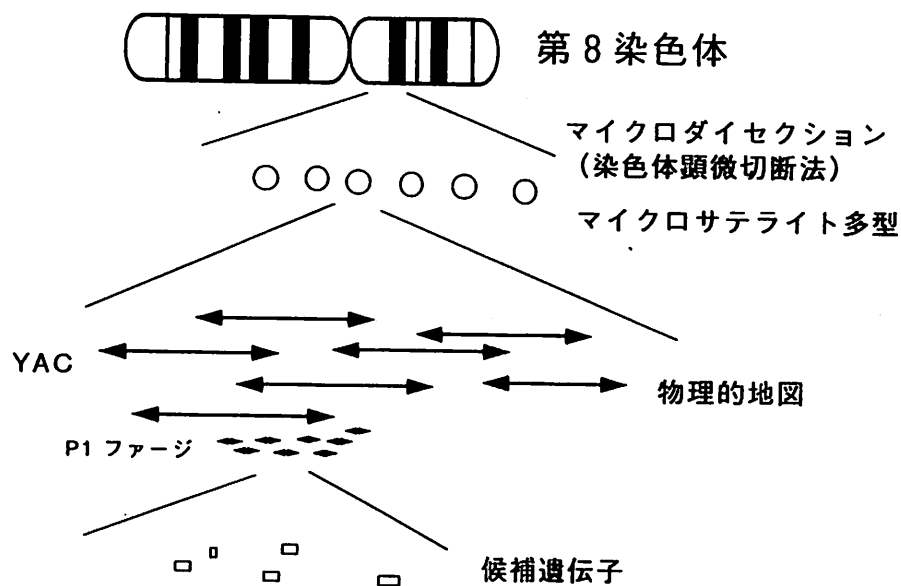 第8染色体
マイクロダイセクション
(染色体顕微切断法)
マイクロサテライト多型
YAC
物理的地図
P1 ファージ
候補遺伝子